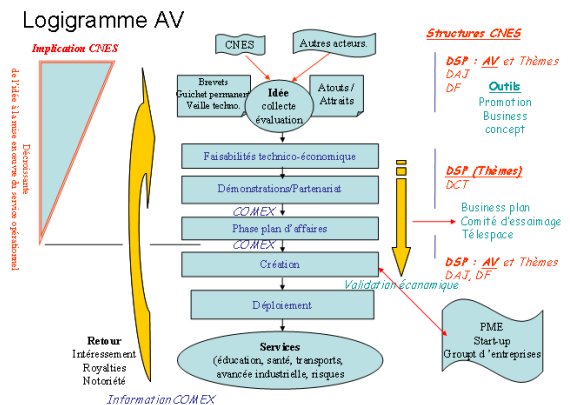 Logigramme AV
Implication CNES
Décroissante
de l'idée à la mise en œuvre du service opérationnel
CNES
Autres acteurs.
Brevets
Guichet permanent
Veille techno.
Idée
collecte
évaluation
Atouts /
Attraits
Faisabilités technico-économique
Démonstrations/Partenariat
COMEX
Phase plan d'affaires
COMEX
Création
Validation économique
Déploiement
Services
(éducation, santé, transports,
avancée industrielle, risques
Retour
Intéressement
Royalties
Notoriété
Information COMEX
Structures CNES
DSP : AV et Thèmes
DAJ
DF
Outils
Promotion
Business
concept
DSP (Thèmes)
DCT
Business plan
Comité d'essaimage
Télespace
DSP : AV et Thèmes
DAJ, DF
PME
Start-up
Groupt d 'entreprises